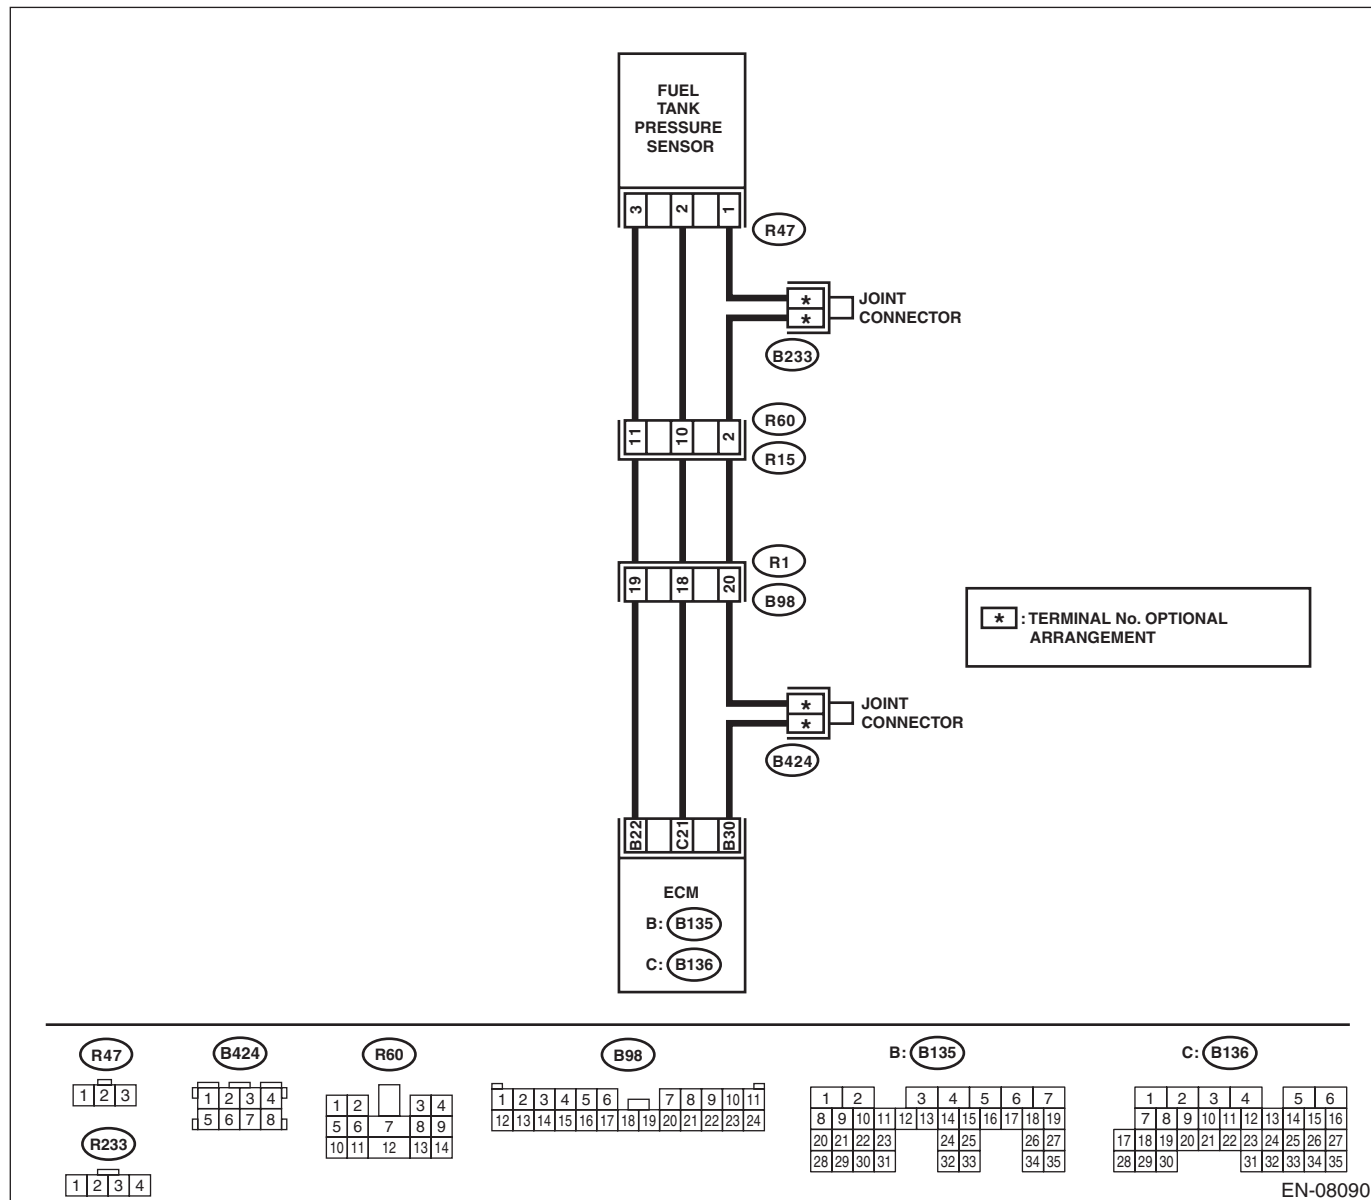 FUEL
TANK
PRESSURE
SENSOR
3 2 1
R47
* JOINT
* CONNECTOR
B233
R60
11 10 2
R15
R1
19 18 20
B98
* : TERMINAL No. OPTIONAL
ARRANGEMENT
* JOINT
* CONNECTOR
B424
B22 C21 B30
ECM
B: B135
C: B136
R47
1 2 3
R233
1 2 3 4
B424
1 2 3 4
5 6 7 8
R60
1 2 3 4
5 6 7 8 9
10 11 12 13 14
B98
1 2 3 4 5 6 7 8 9 10 11
12 13 14 15 16 17 18 19 20 21 22 23 24
B: B135
1 2 3 4 5 6 7
8 9 10 11 12 13 14 15 16 17 18 19
20 21 22 23 24 25 26 27
28 29 30 31 32 33 34 35
C: B136
1 2 3 4 5 6
7 8 9 10 11 12 13 14 15 16
17 18 19 20 21 22 23 24 25 26 27
28 29 30 31 32 33 34 35
EN-08090